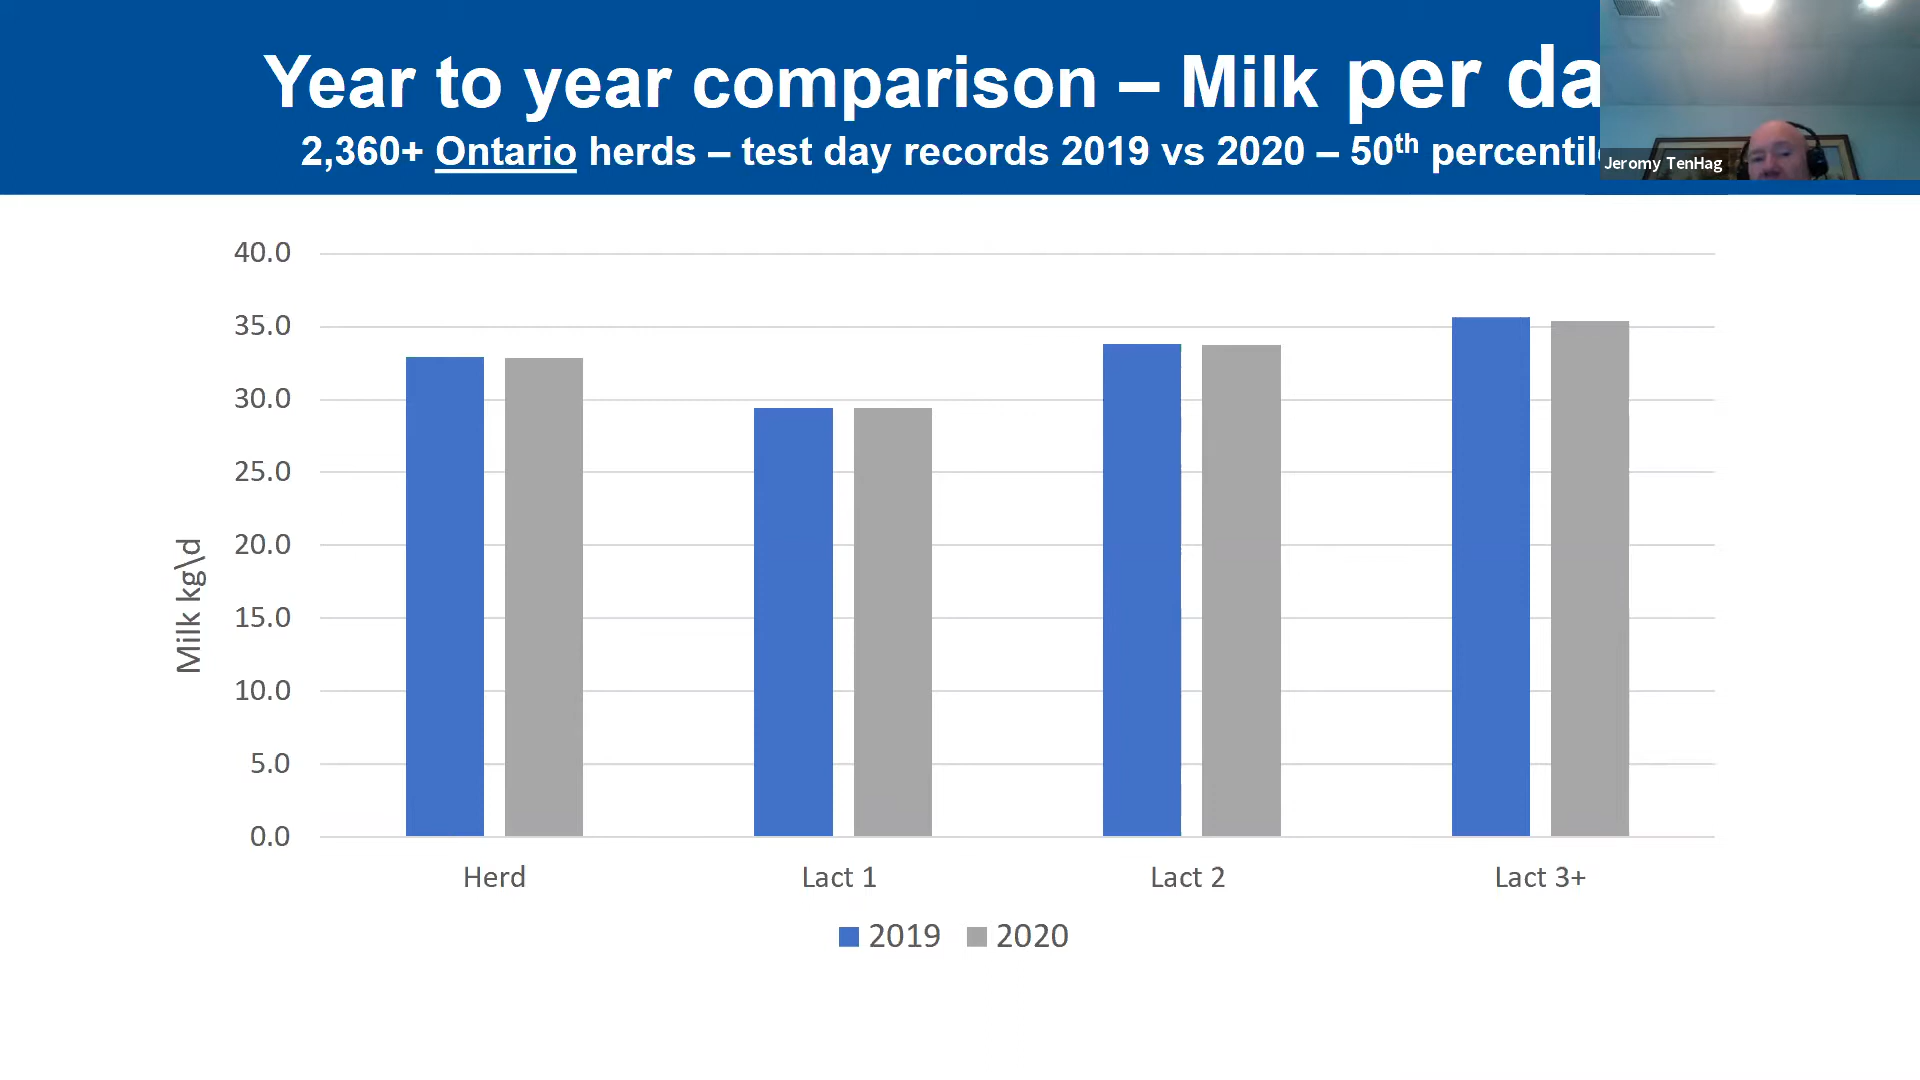 Year to year comparison – Milk per da
2,360+ Ontario herds – test day records 2019 vs 2020 – 50th percentil
Jeromy TenHag
40.0
35.0
30.0
25.0
20.0
15.0
10.0
5.0
0.0
Milk kg\d
Herd
Lact 1
Lact 2
Lact 3+
2019
2020